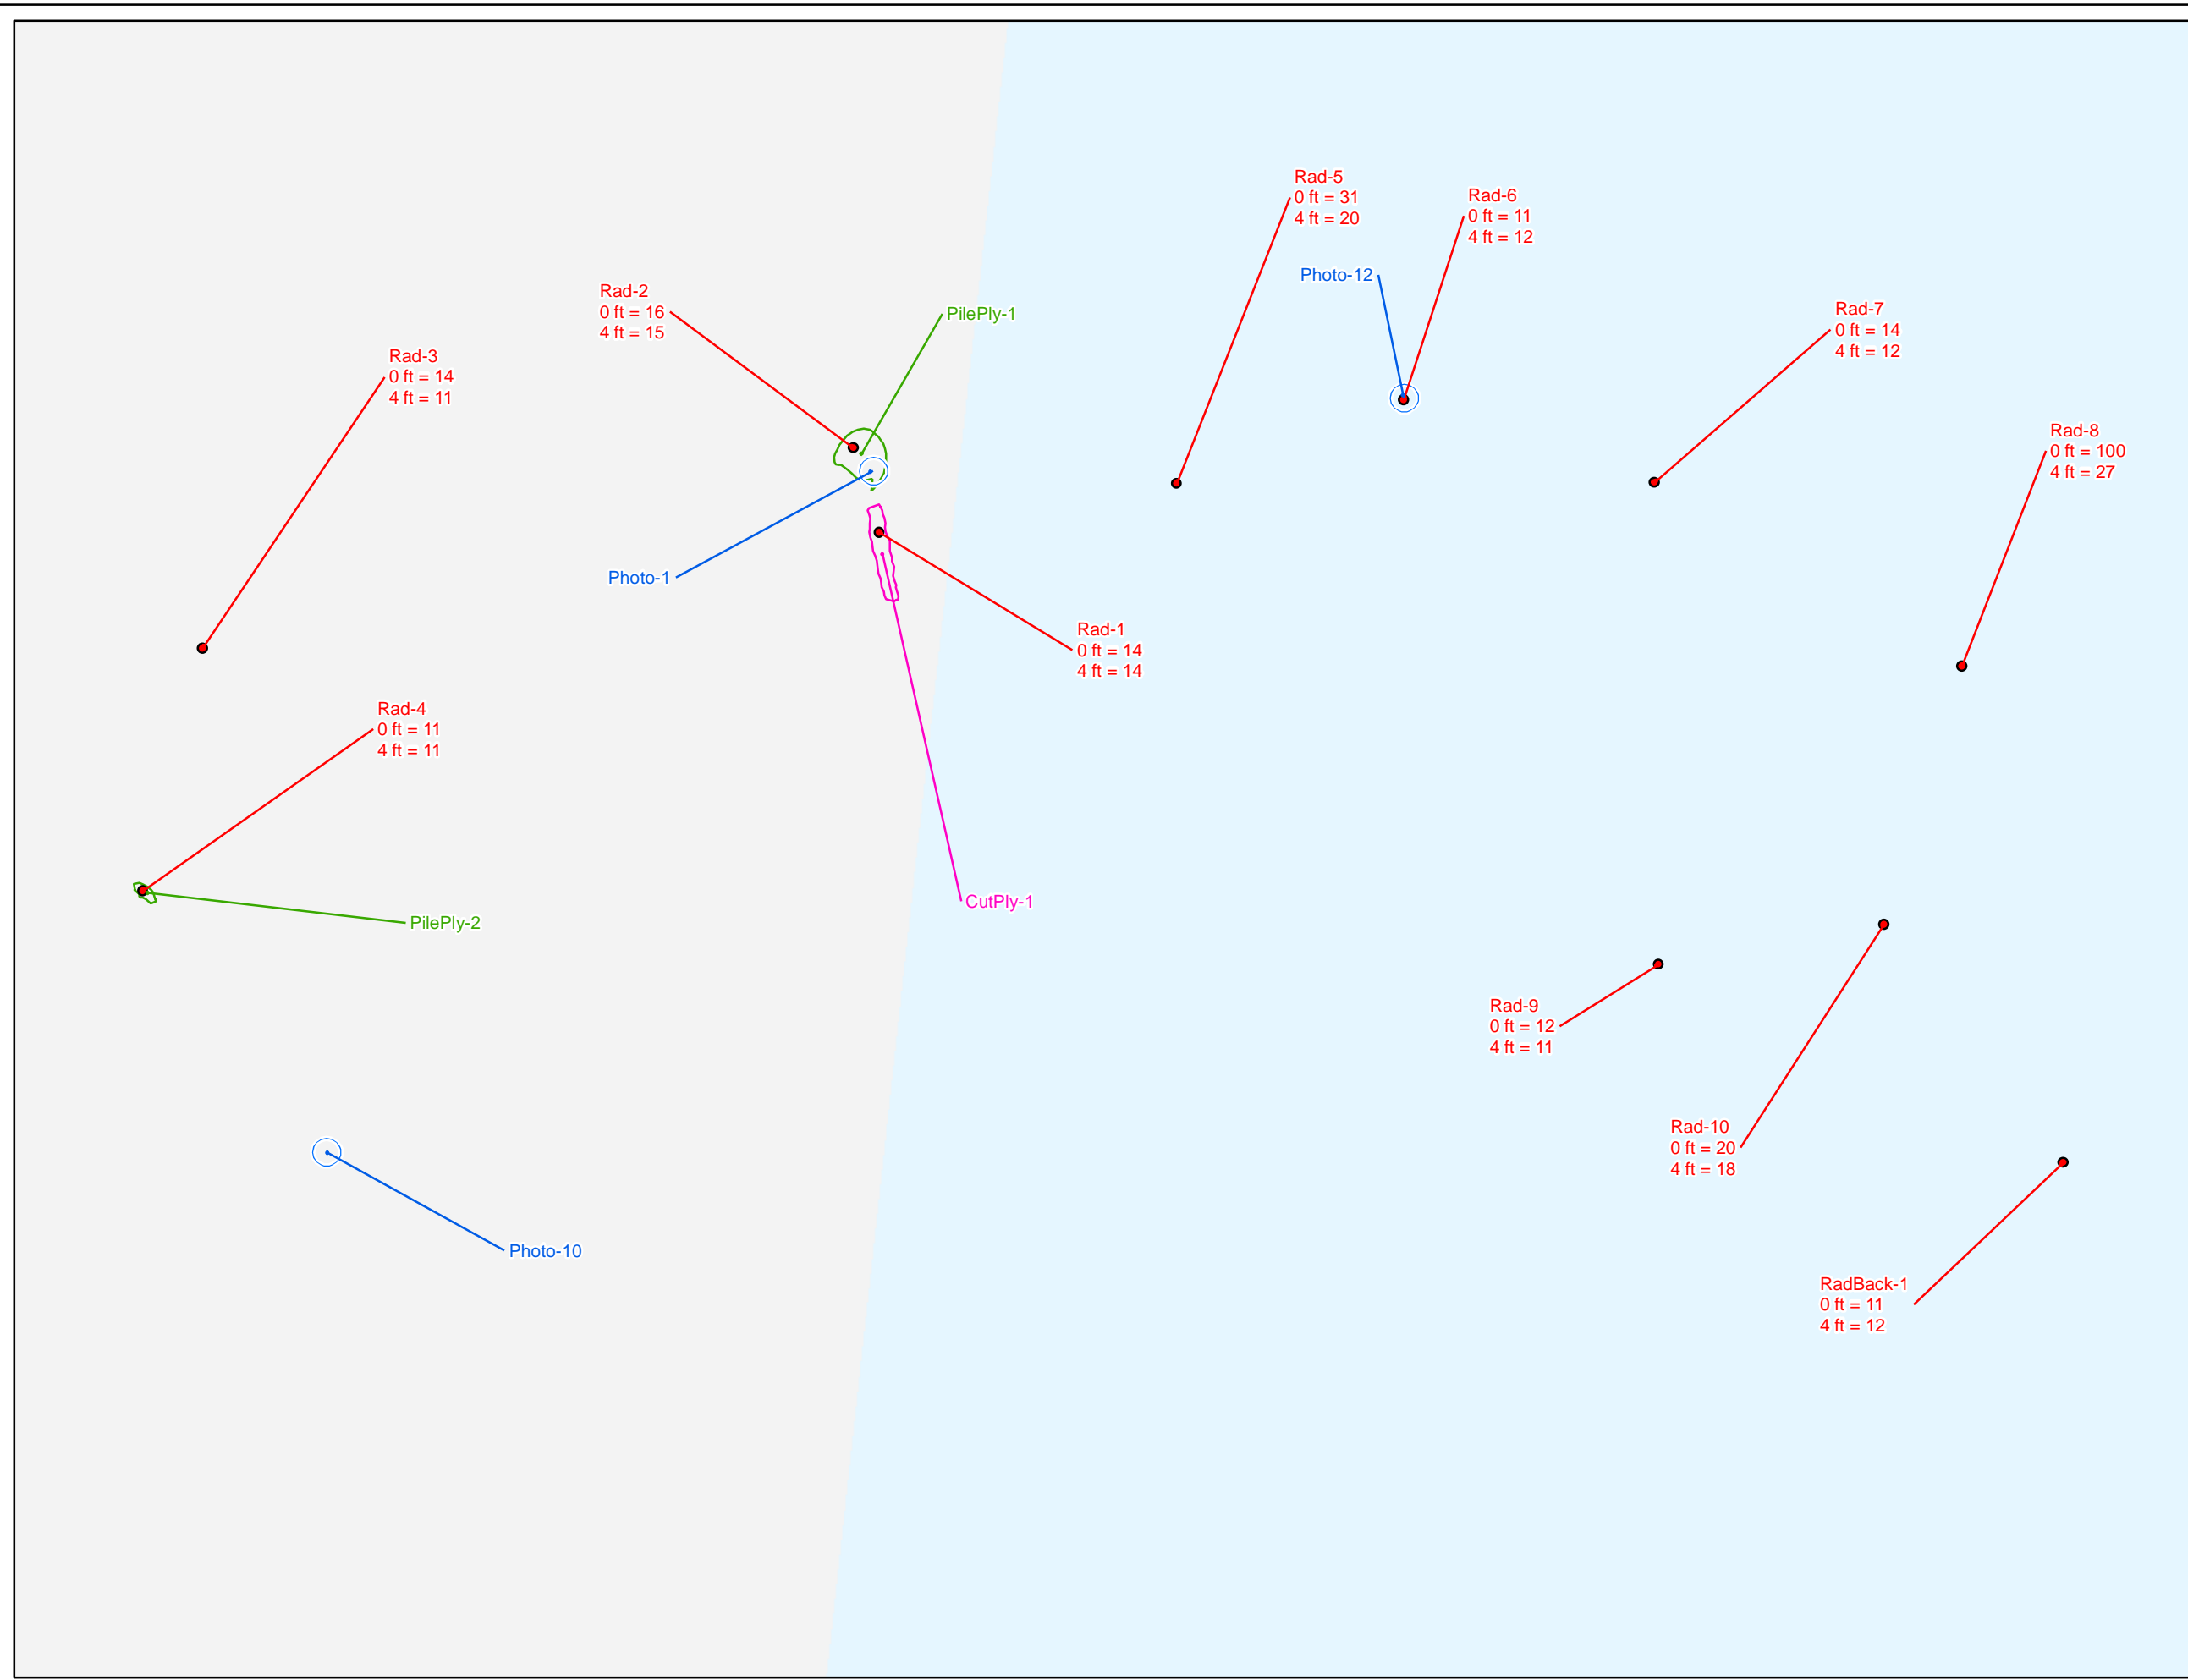 Rad-5
0 ft = 31
4 ft = 20
Rad-6
0 ft = 11
4 ft = 12
Photo-12
Rad-2
0 ft = 16
4 ft = 15
PilePly-1
Rad-7
0 ft = 14
4 ft = 12
Rad-3
0 ft = 14
4 ft = 11
Rad-8
0 ft = 100
4 ft = 27
Photo-1
Rad-1
0 ft = 14
4 ft = 14
Rad-4
0 ft = 11
4 ft = 11
CutPly-1
PilePly-2
Rad-9
0 ft = 12
4 ft = 11
Rad-10
0 ft = 20
4 ft = 18
Photo-10
RadBack-1
0 ft = 11
4 ft = 12